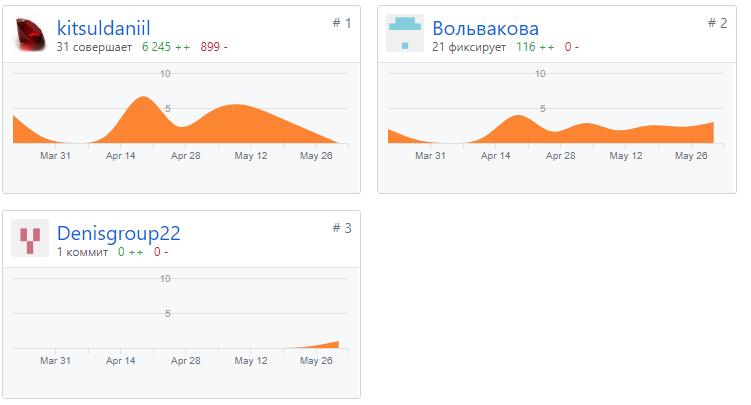 kitsuldaniil # 1
31 совершает 6 245 ++ 899 -
10
5
Mar 31 Apr 14 Apr 28 May 12 May 26
Вольвакова # 2
21 фиксирует 116 ++ 0 -
10
5
Mar 31 Apr 14 Apr 28 May 12 May 26
Denisgroup22 # 3
1 коммит 0 ++ 0 -
10
5
Mar 31 Apr 14 Apr 28 May 12 May 26